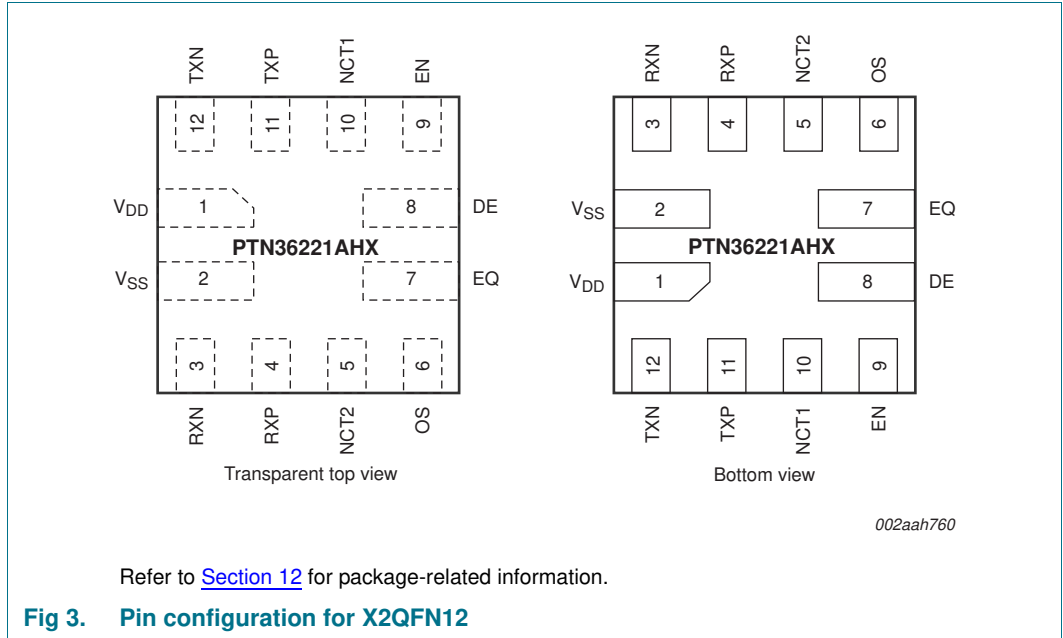 TXN TXP NCT1 EN
12 11 10 9
VDD 1 8 DE
PTN36221AHX
VSS 2 7 EQ
3 4 5 6
RXN RXP NCT2 OS
Transparent top view
RXN RXP NCT2 OS
3 4 5 6
VSS 2 7 EQ
PTN36221AHX
VDD 1 8 DE
12 11 10 9
TXN TXP NCT1 EN
Bottom view
002aah760
Refer to Section 12 for package-related information.
Fig 3. Pin configuration for X2QFN12